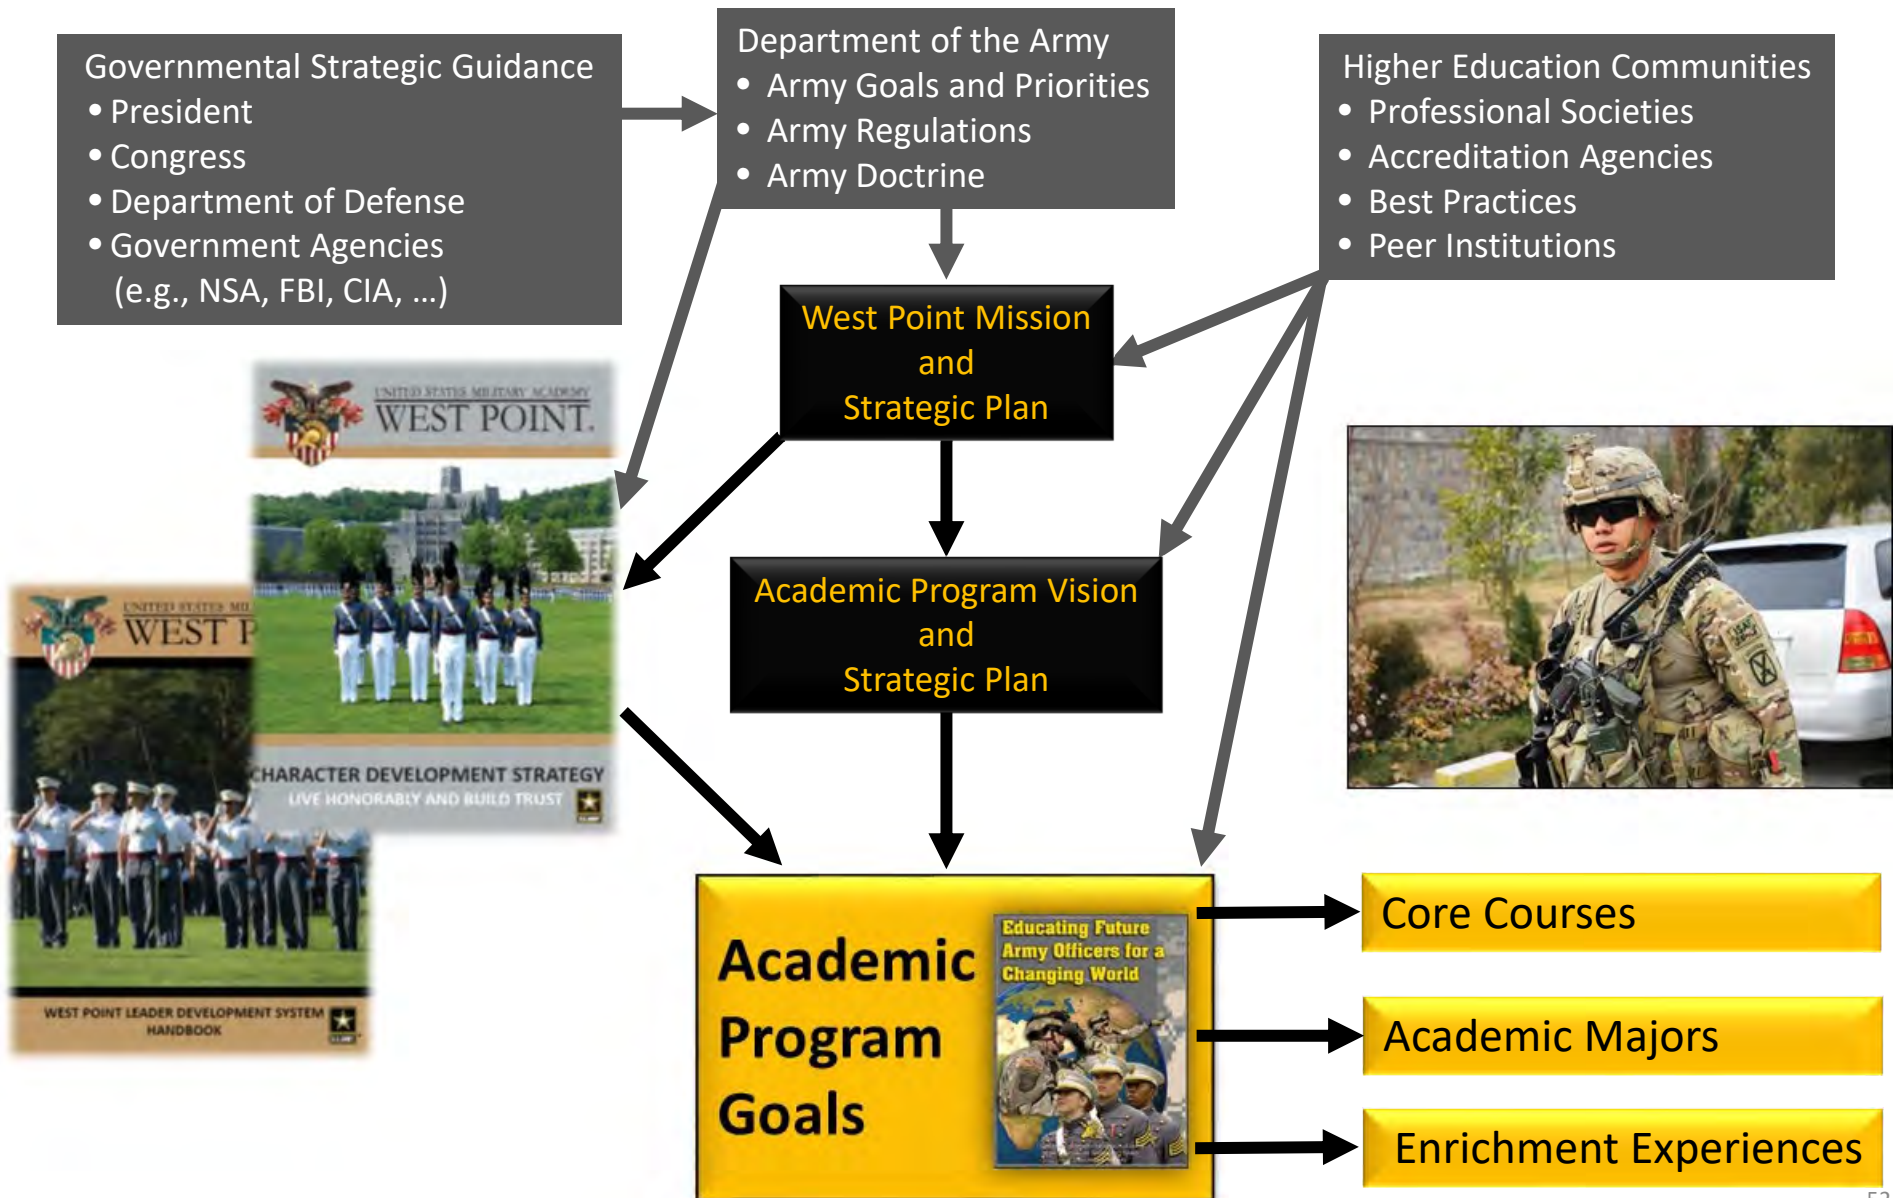 Governmental Strategic Guidance
• President
• Congress
• Department of Defense
• Government Agencies
(e.g., NSA, FBI, CIA, …)
Department of the Army
• Army Goals and Priorities
• Army Regulations
• Army Doctrine
Higher Education Communities
• Professional Societies
• Accreditation Agencies
• Best Practices
• Peer Institutions
West Point Mission
and
Strategic Plan
UNITED STATES MILITARY ACADEMY
WEST POINT.
CHARACTER DEVELOPMENT STRATEGY
LIVE HONORABLY AND BUILD TRUST
UNITED STATES MIL
WEST P
WEST POINT LEADER DEVELOPMENT SYSTEM
HANDBOOK
Academic Program Vision
and
Strategic Plan
Academic
Program
Goals
Educating Future
Army Officers for a
Changing World
Core Courses
Academic Majors
Enrichment Experiences